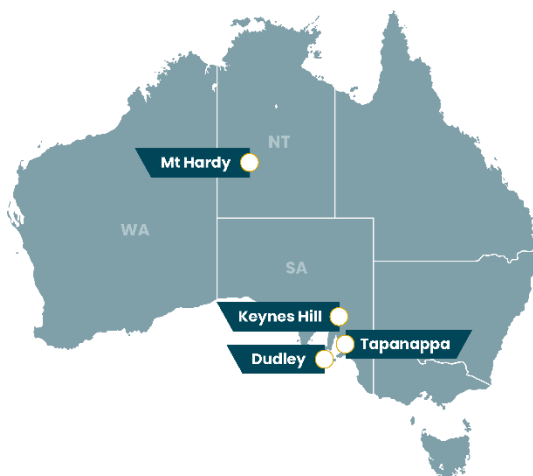 NT
Mt Hardy
WA
SA
Keynes Hill
Tapanappa
Dudley